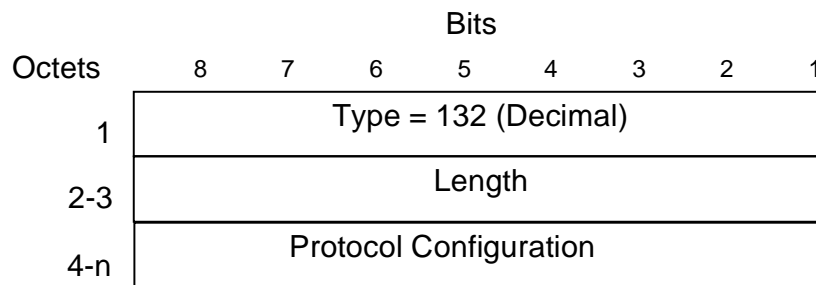 Bits
Octets 8 7 6 5 4 3 2 1
1 Type = 132 (Decimal)
2-3 Length
4-n Protocol Configuration